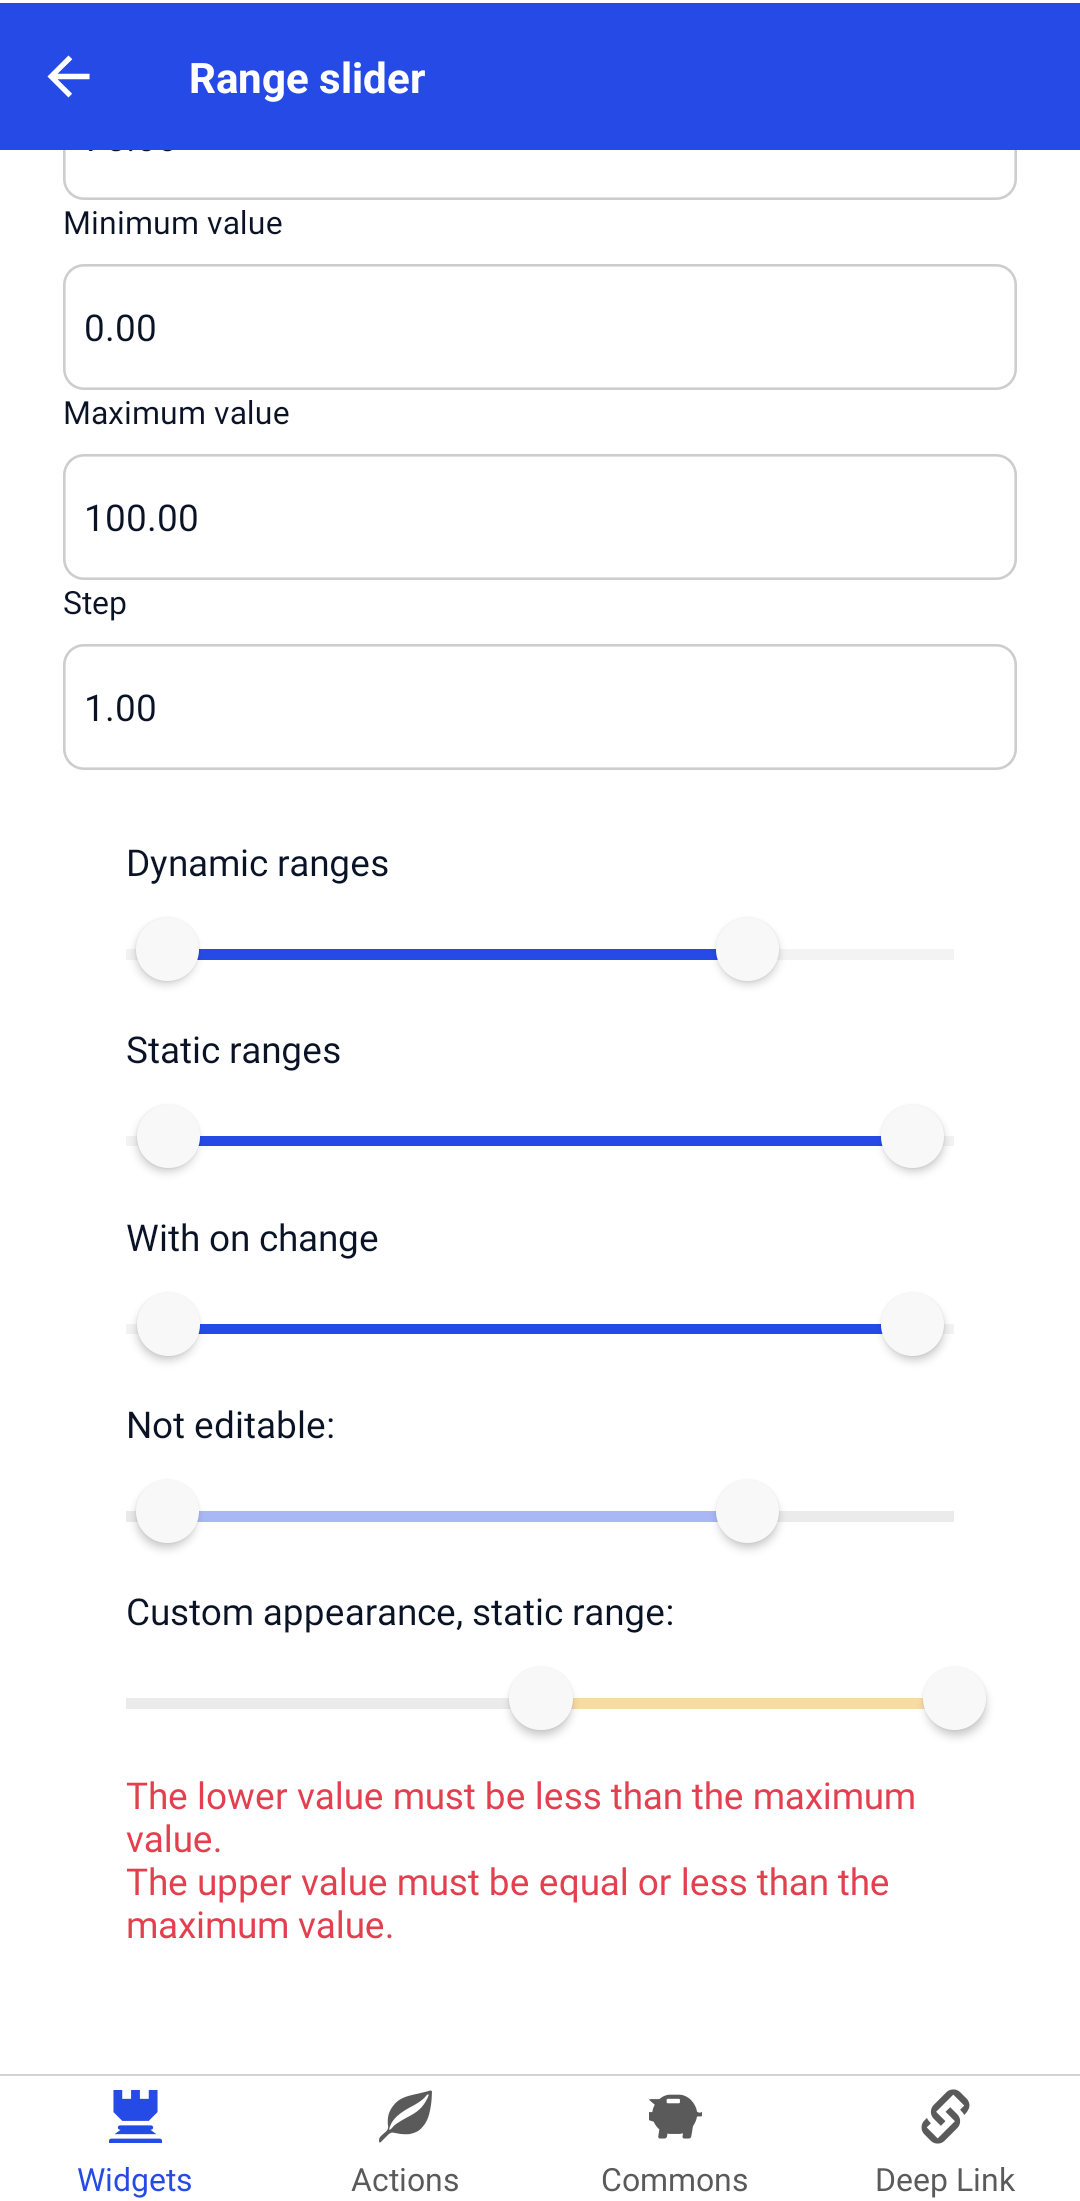 Range slider
Minimum value
0.00
Maximum value
100.00
Step
1.00
Dynamic ranges
Static ranges
With on change
Not editable:
Custom appearance, static range:
The lower value must be less than the maximum
value.
The upper value must be equal or less than the
maximum value.
Widgets
Actions
Commons
Deep Link